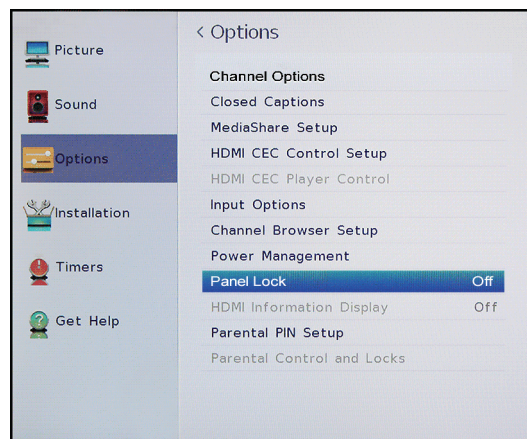 Picture
Sound
Options
Installation
Timers
Get Help
< Options
Channel Options
Closed Captions
MediaShare Setup
HDMI CEC Control Setup
HDMI CEC Player Control
Input Options
Channel Browser Setup
Power Management
Panel Lock Off
HDMI Information Display Off
Parental PIN Setup
Parental Control and Locks